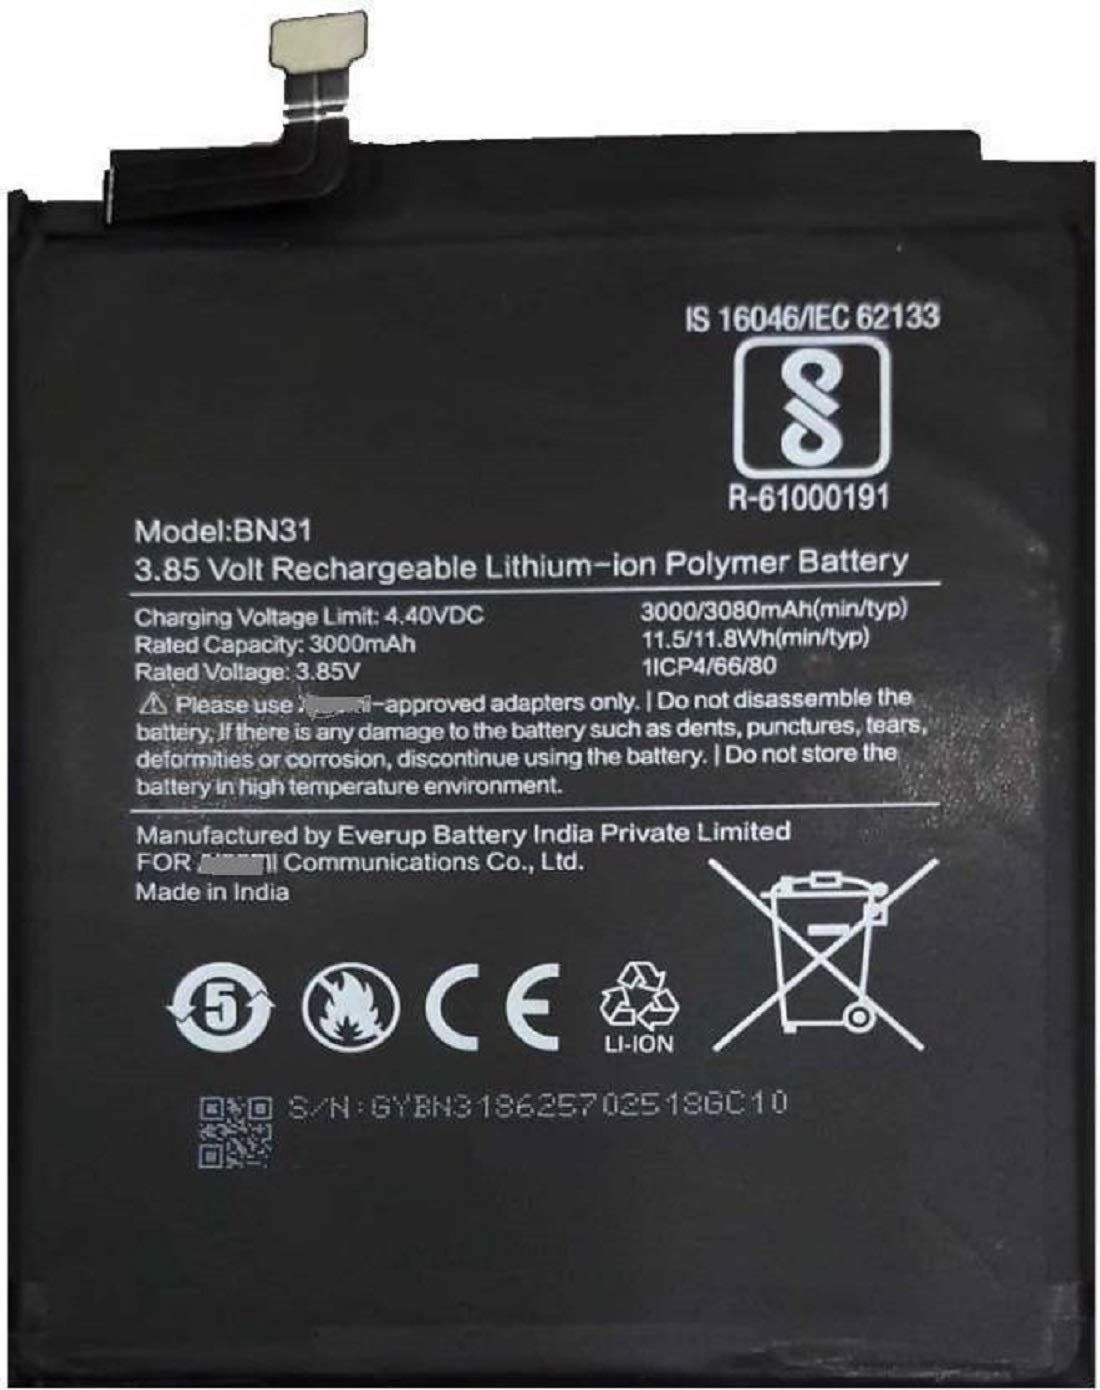 IS 16046/IEC 62133
R-61000191
Model:BN31
3.85 Volt Rechargeable Lithium-ion Polymer Battery
Charging Voltage Limit: 4.40VDC
3000/3080mAh(min/typ)
Rated Capacity: 3000mAh
11.5/11.8Wh(min/typ)
Rated Voltage: 3.85V
1ICP4/66/80
⚠ Please use -approved adapters only. | Do not disassemble the
battery, If there is any damage to the battery such as dents, punctures, tears,
deformities or corrosion, discontinue using the battery. | Do not store the
battery in high temperature environment.
Manufactured by Everup Battery India Private Limited
FOR Communications Co., Ltd.
Made in India
5
CE
LI-ION
S/N:GYBN318625702518GC10